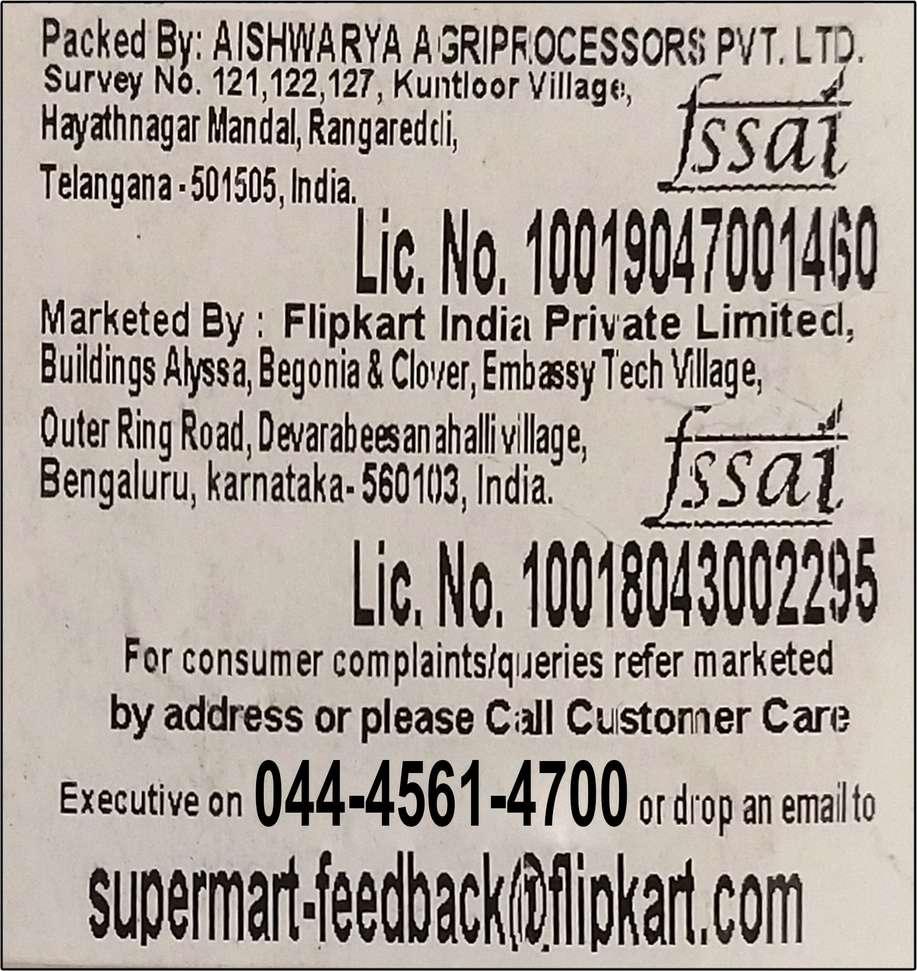 Packed By: AISHWARYA AGRIPROCESSORS PVT. LTD.
Survey No. 121,122,127, Kuntloor Village,
Hayathnagar Mandal, Rangareddi,
fssai
Telangana - 501505, India.
Lic. No. 10019047001460
Marketed By : Flipkart India Private Limited,
Buildings Alyssa, Begonia & Clover, Embassy Tech Village,
Outer Ring Road, Devarabeesanahalli village,
fssai
Bengaluru, karnataka- 560103, India.
Lic. No. 10018043002295
For consumer complaints/queries refer marketed
by address or please Call Customer Care
Executive on 044-4561-4700 or drop an email to
supermart-feedback@flipkart.com